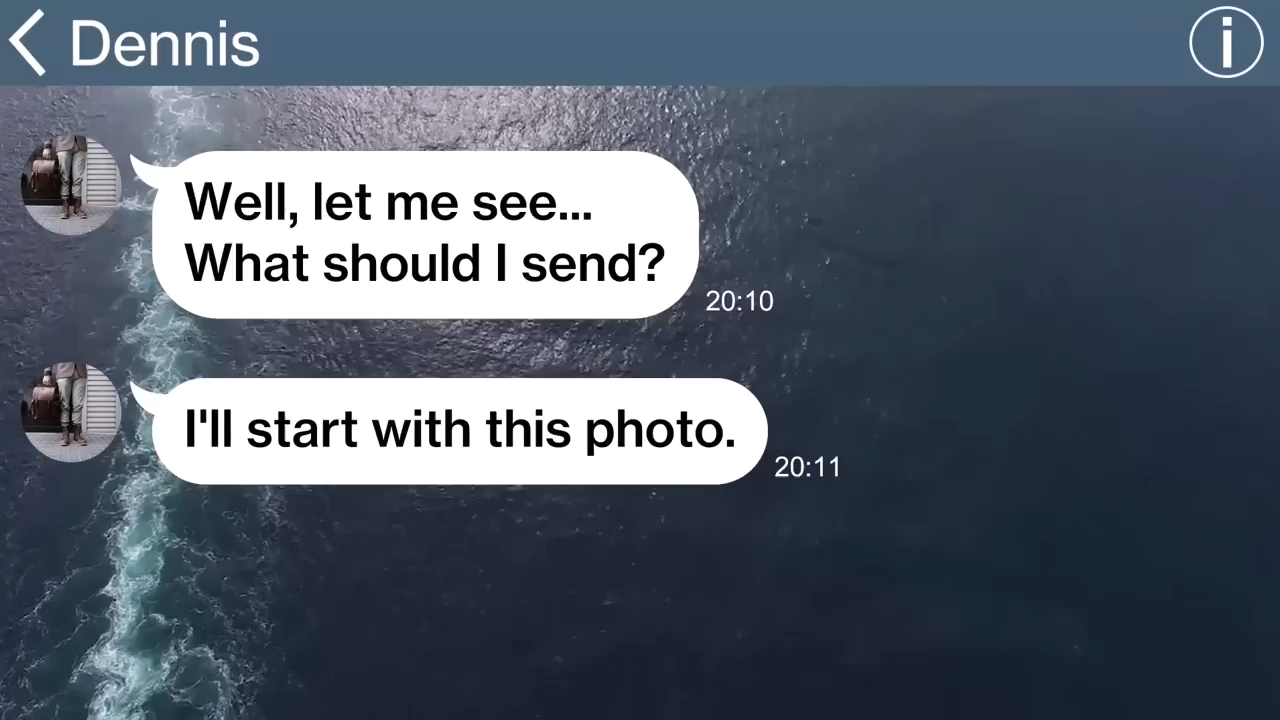 Dennis
Well, let me see...
What should I send?
20:10
I'll start with this photo.
20:11